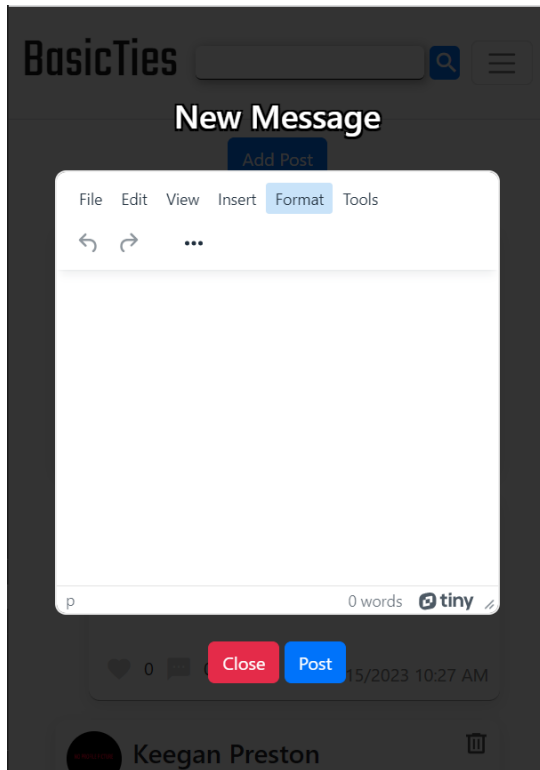 BasicTies
New Message
Add Post
File Edit View Insert Format Tools
p 0 words tiny
0 15/2023 10:27 AM
Close Post
Keegan Preston